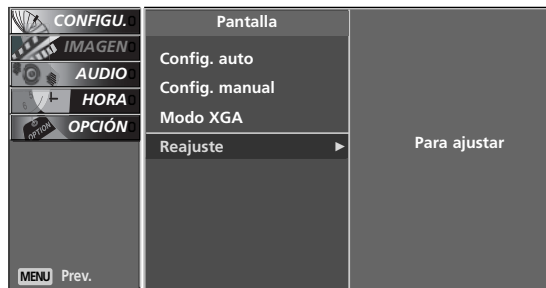 CONFIGU.
IMAGEN
AUDIO
HORA
OPCIÓN
MENU Prev.
Pantalla
Config. auto
Config. manual
Modo XGA
Reajuste ►
Para ajustar